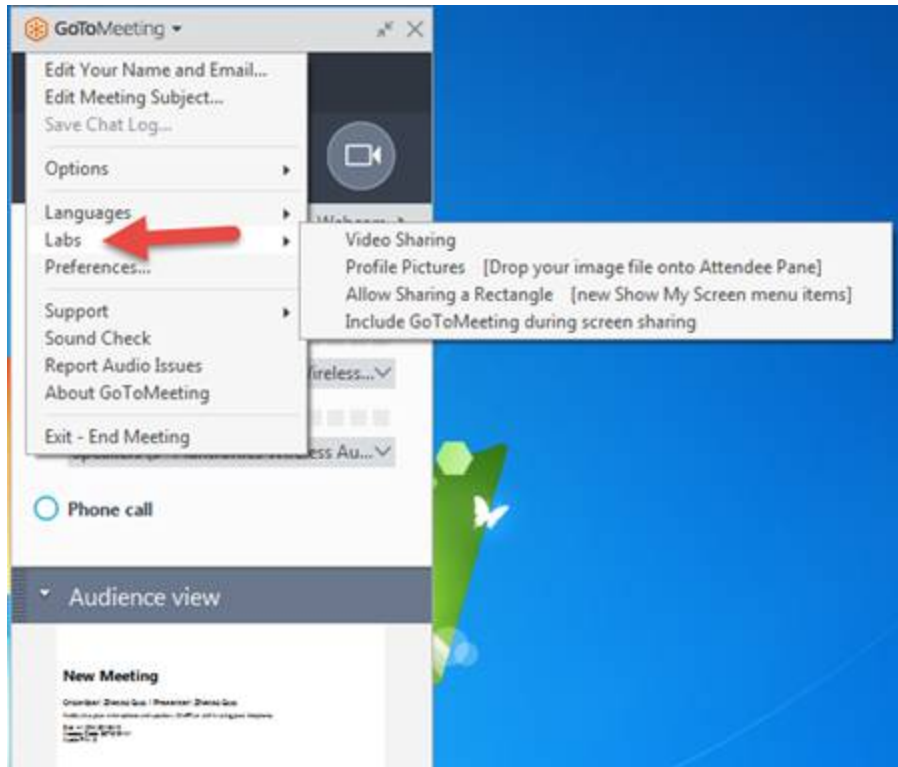 GoToMeeting
Edit Your Name and Email...
Edit Meeting Subject...
Save Chat Log...
Options
Languages
Labs
Preferences...
Support
Sound Check
Report Audio Issues
About GoToMeeting
Exit - End Meeting
Webcam
Video Sharing
Profile Pictures [Drop your image file onto Attendee Pane]
Allow Sharing a Rectangle [new Show My Screen menu items]
Include GoToMeeting during screen sharing
Wireless...
Au...
Phone call
Audience view
New Meeting